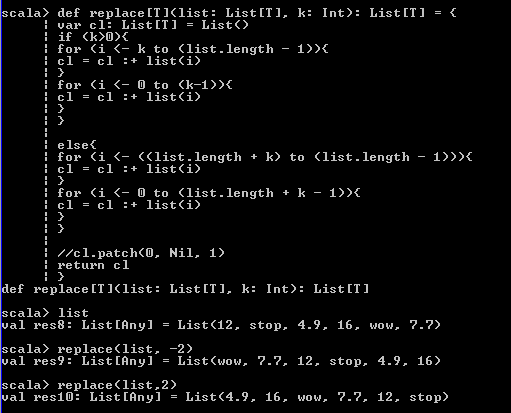 scala> def replace[T](list: List[T], k: Int): List[T] = {
| var cl: List[T] = List()
| if (k>0){
| for (i <- k to (list.length - 1)){
| cl = cl :+ list(i)
| }
| for (i <- 0 to (k-1)){
| cl = cl :+ list(i)
| }
| }
|
| else{
| for (i <- ((list.length + k) to (list.length - 1))){
| cl = cl :+ list(i)
| }
| for (i <- 0 to (list.length + k - 1)){
| cl = cl :+ list(i)
| }
| }
|
| //cl.patch(0, Nil, 1)
| return cl
| }
def replace[T](list: List[T], k: Int): List[T]
scala> list
val res8: List[Any] = List(12, stop, 4.9, 16, wow, 7.7)
scala> replace(list, -2)
val res9: List[Any] = List(wow, 7.7, 12, stop, 4.9, 16)
scala> replace(list,2)
val res10: List[Any] = List(4.9, 16, wow, 7.7, 12, stop)